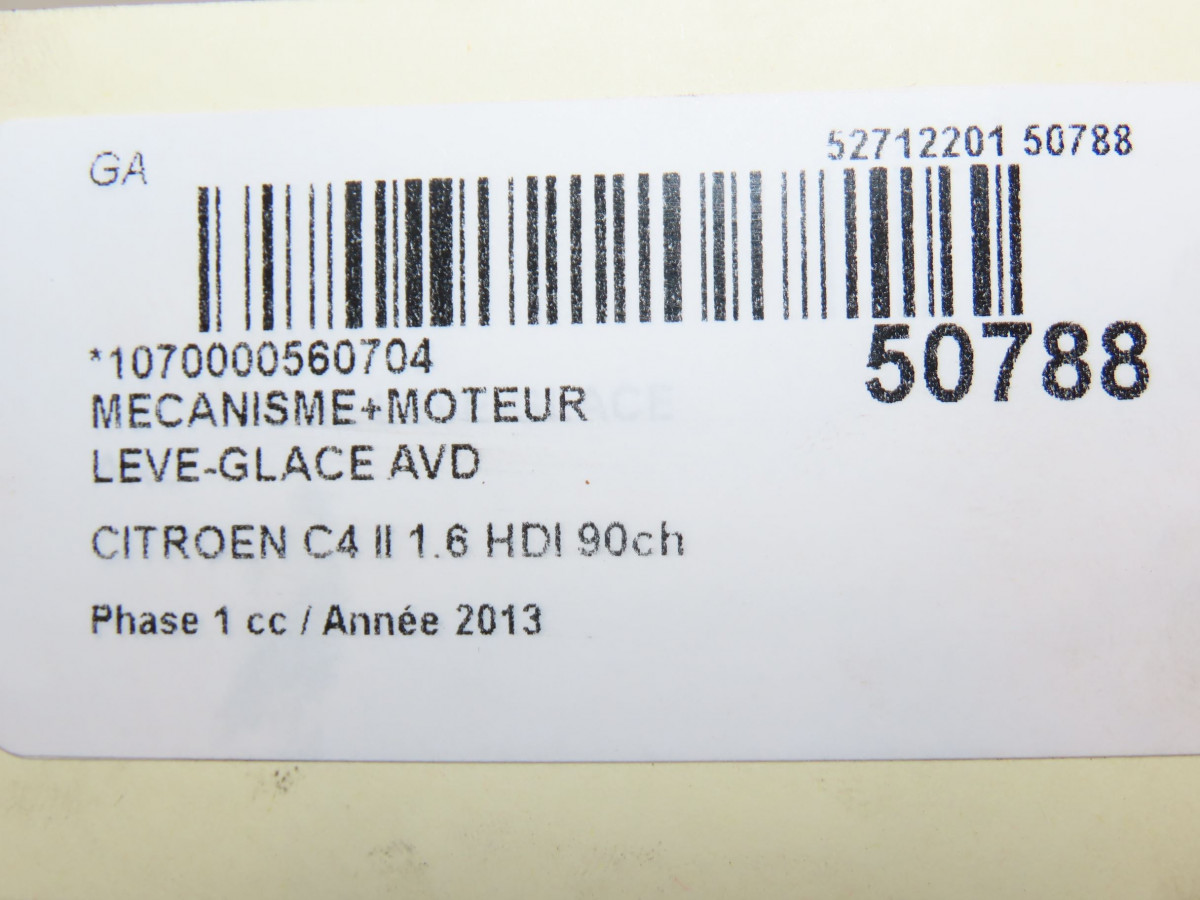 GA
52712201 50788
*1070000560704
50788
MECANISME+MOTEUR
LEVE-GLACE AVD
CITROEN C4 II 1.6 HDI 90ch
Phase 1 cc / Année 2013